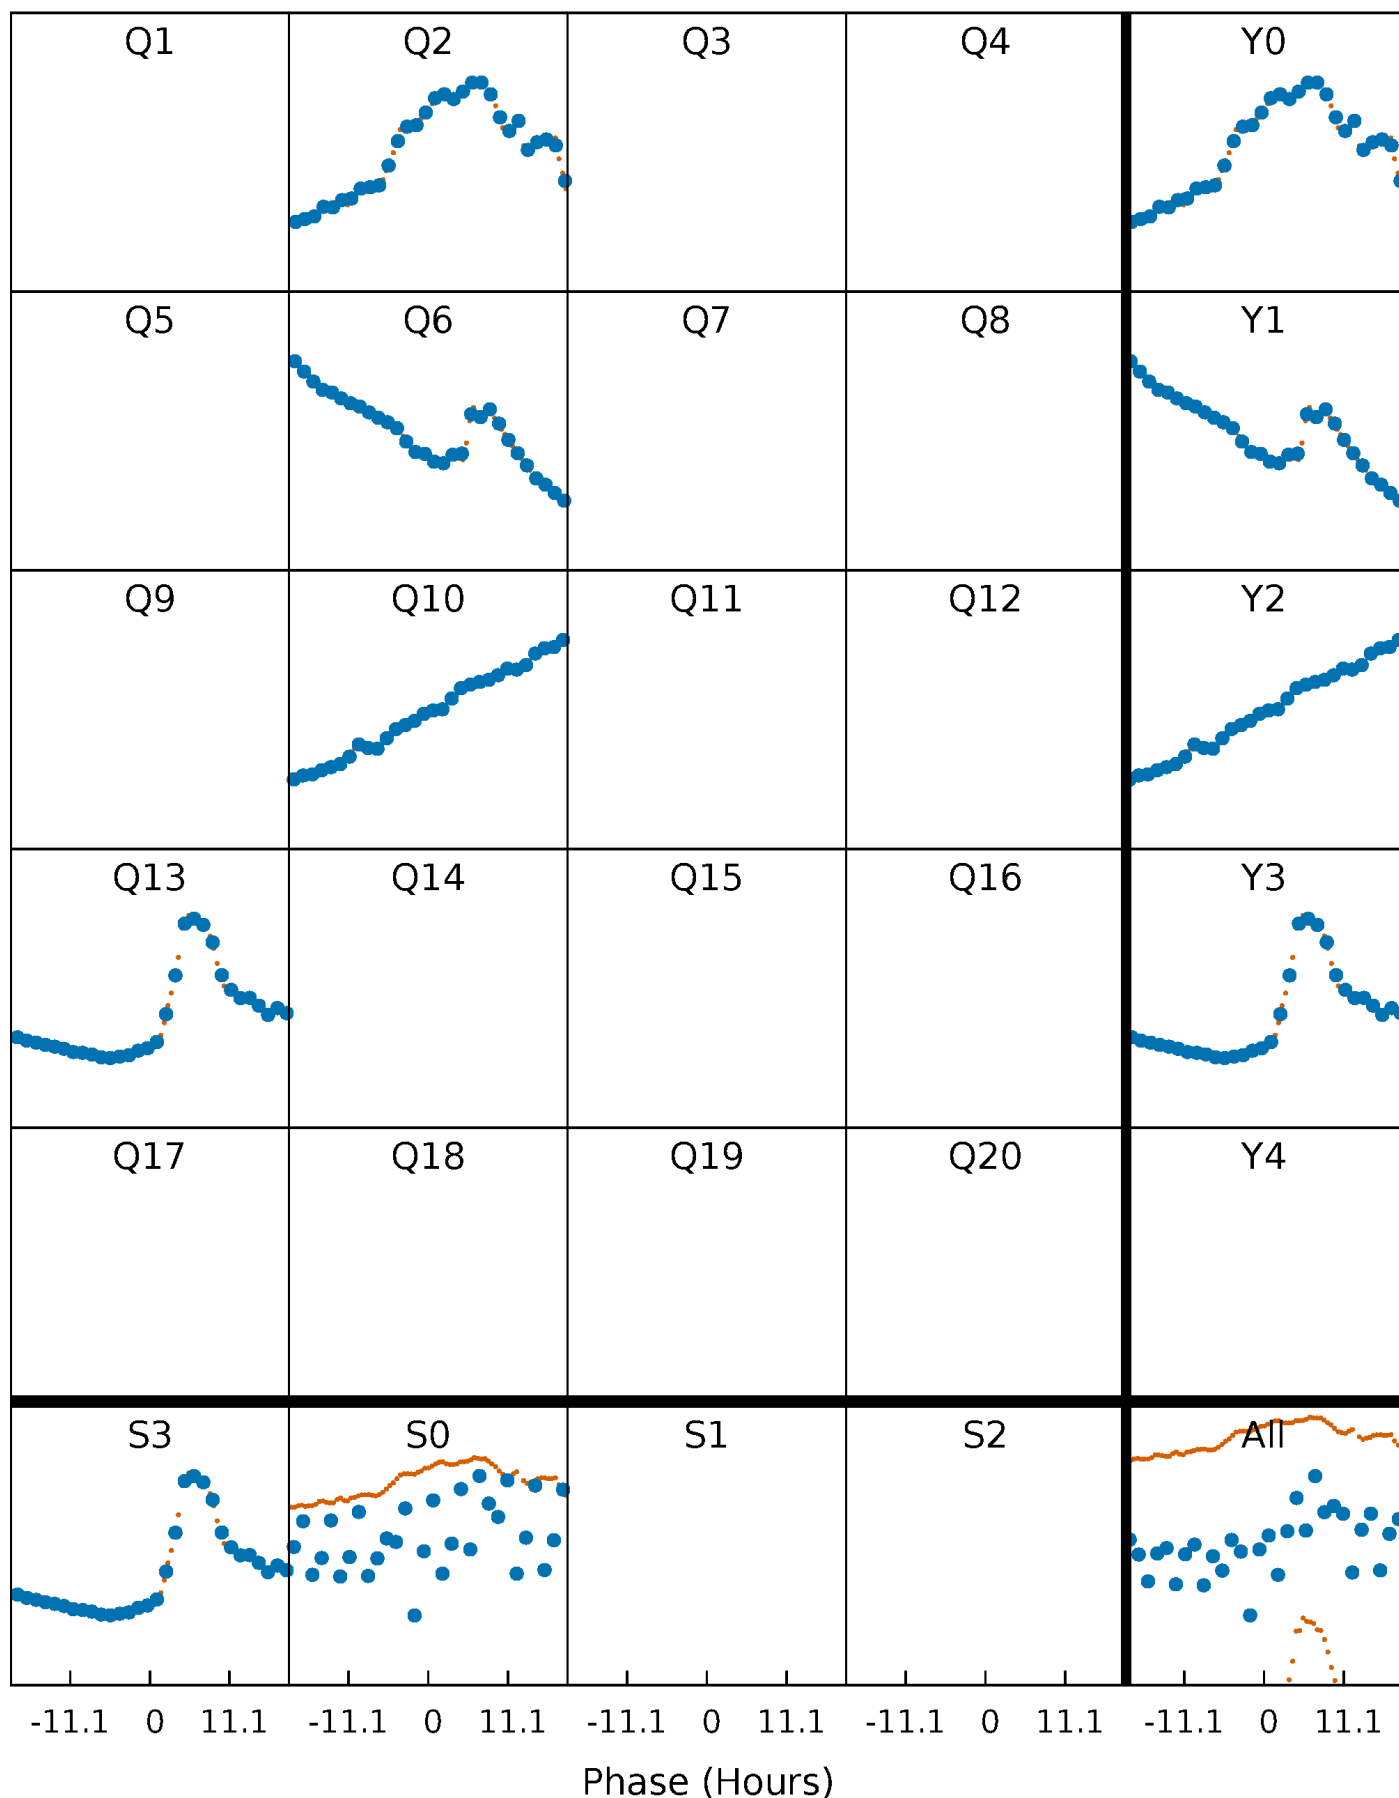 Q1 Q2 Q3 Q4 Y0
Q5 Q6 Q7 Q8 Y1
Q9 Q10 Q11 Q12 Y2
Q13 Q14 Q15 Q16 Y3
Q17 Q18 Q19 Q20 Y4
S3 S0 S1 S2 All
-11.1 0 11.1 -11.1 0 11.1 -11.1 0 11.1 -11.1 0 11.1 -11.1 0 11.1
Phase (Hours)